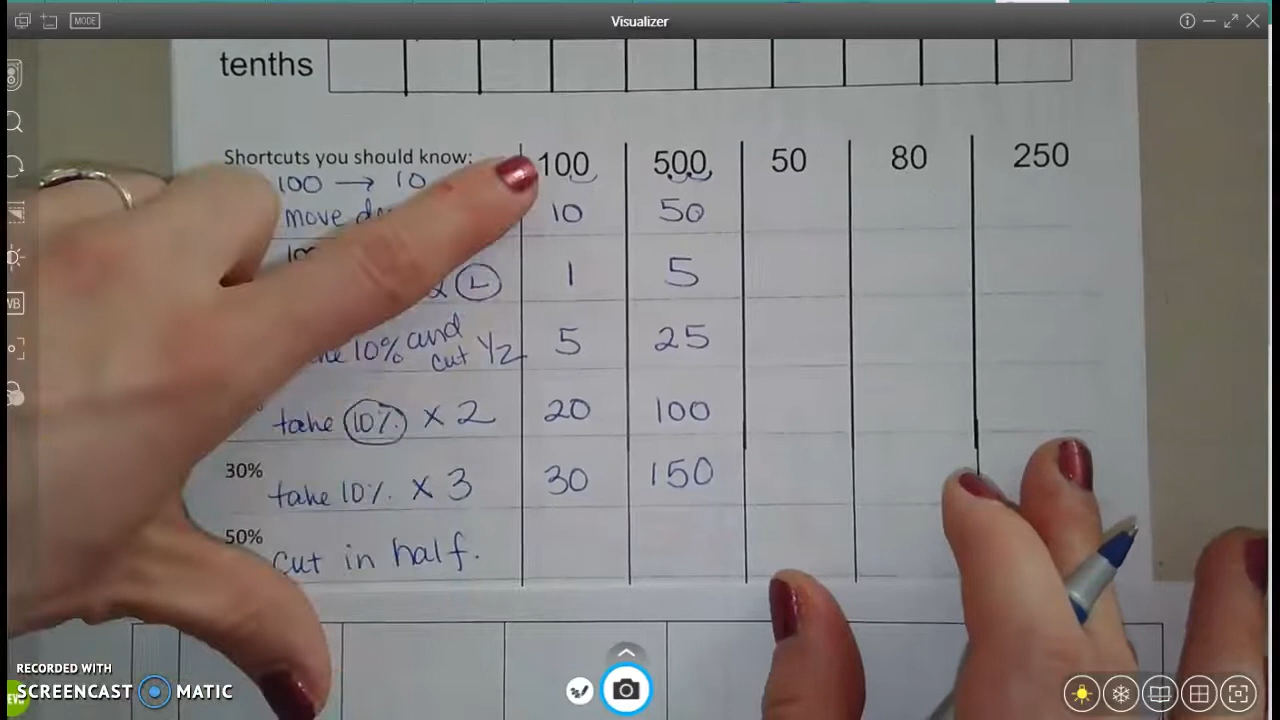 MODE
Visualizer
tenths
Shortcuts you should know: 100 500 50 80 250
100 → 10
move 10 50
1 5
10% and cut 1/2 5 25
take 10% × 2 20 100
30% take 10% × 3 30 150
50% cut in half.
WB
RECORDED WITH
SCREENCAST MATIC